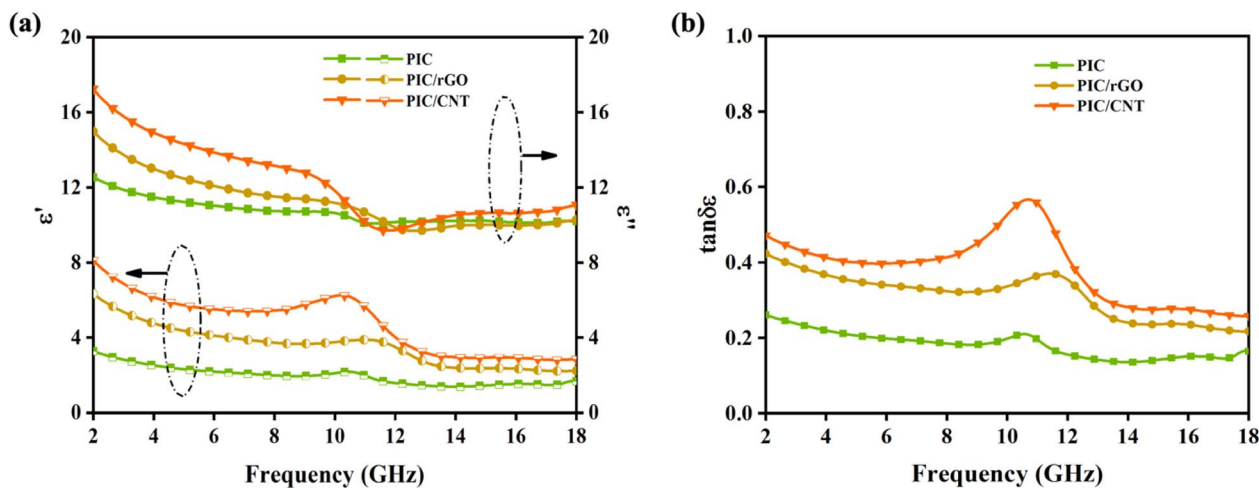 (a)
20
16
12
8
4
0
ε'
PIC
PIC/rGO
PIC/CNT
20
16
12
8
4
0
ε"
2 4 6 8 10 12 14 16 18
Frequency (GHz)
(b)
1.0
0.8
0.6
0.4
0.2
0.0
tanδε
PIC
PIC/rGO
PIC/CNT
2 4 6 8 10 12 14 16 18
Frequency (GHz)